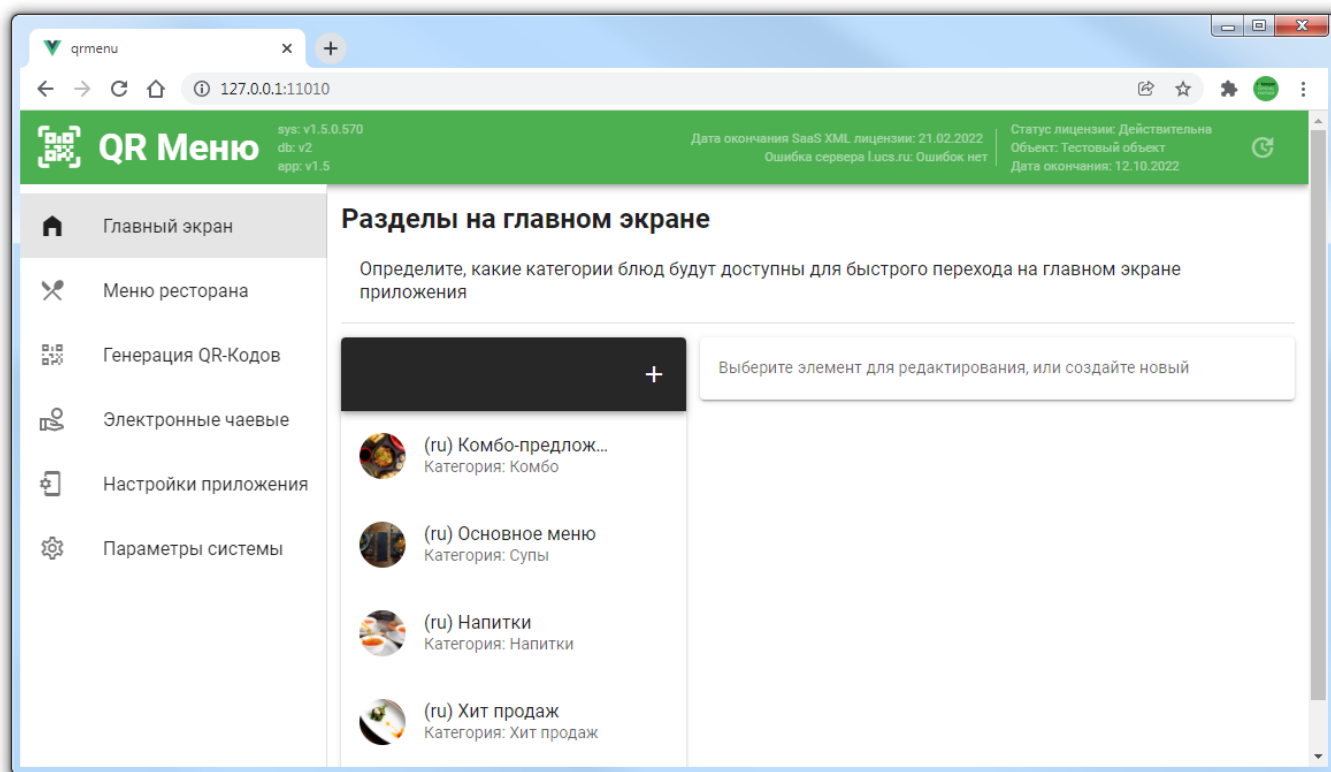 qrmenu
127.0.0.1:11010
QR Меню
sys: v1.5.0.570
db: v2
app: v1.5
Дата окончания SaaS XML лицензии: 21.02.2022
Ошибка сервера l.ucs.ru: Ошибок нет
Статус лицензии: Действительна
Объект: Тестовый объект
Дата окончания: 12.10.2022
Главный экран
Меню ресторана
Генерация QR-Кодов
Электронные чаевые
Настройки приложения
Параметры системы
Разделы на главном экране
Определите, какие категории блюд будут доступны для быстрого перехода на главном экране
приложения
+
(ru) Комбо-предлож...
Категория: Комбо
(ru) Основное меню
Категория: Супы
(ru) Напитки
Категория: Напитки
(ru) Хит продаж
Категория: Хит продаж
Выберите элемент для редактирования, или создайте новый